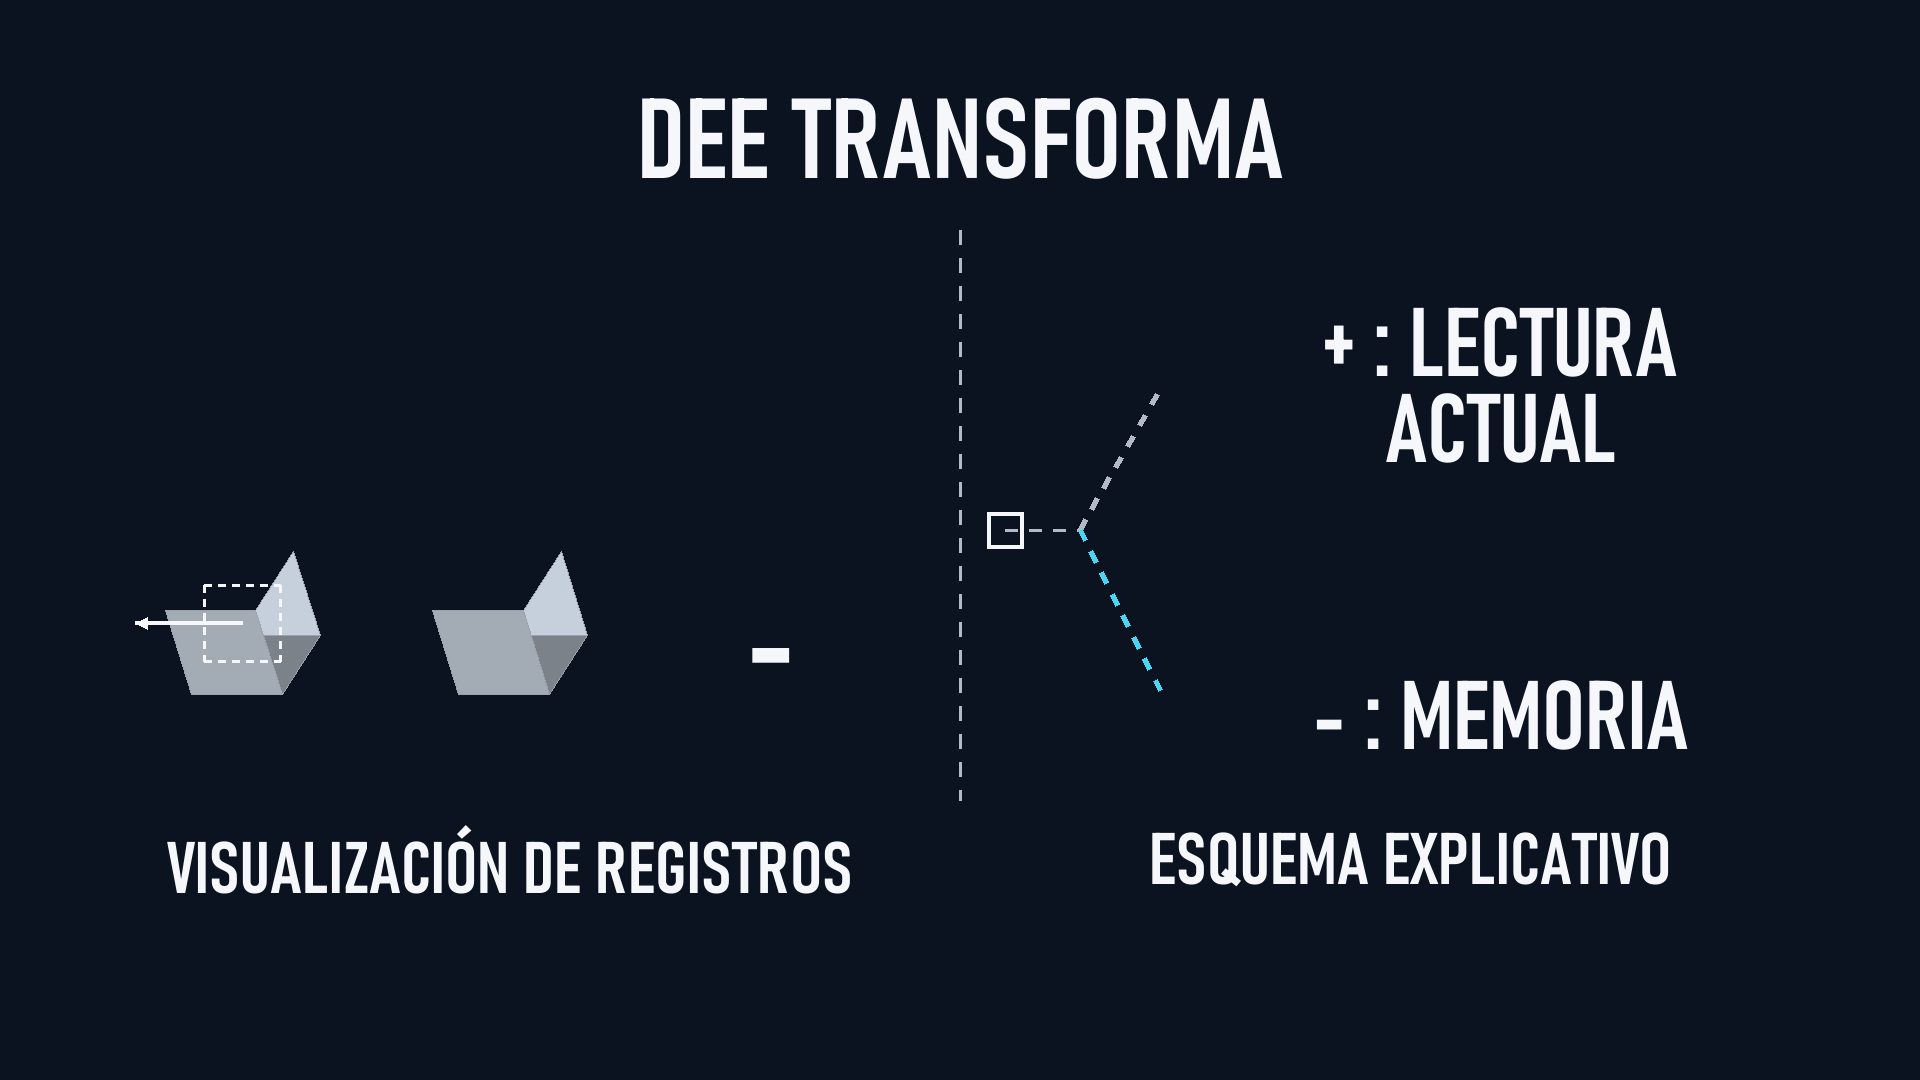 DEE TRANSFORMA
-
VISUALIZACIÓN DE REGISTROS
+ : LECTURA
ACTUAL
- : MEMORIA
ESQUEMA EXPLICATIVO